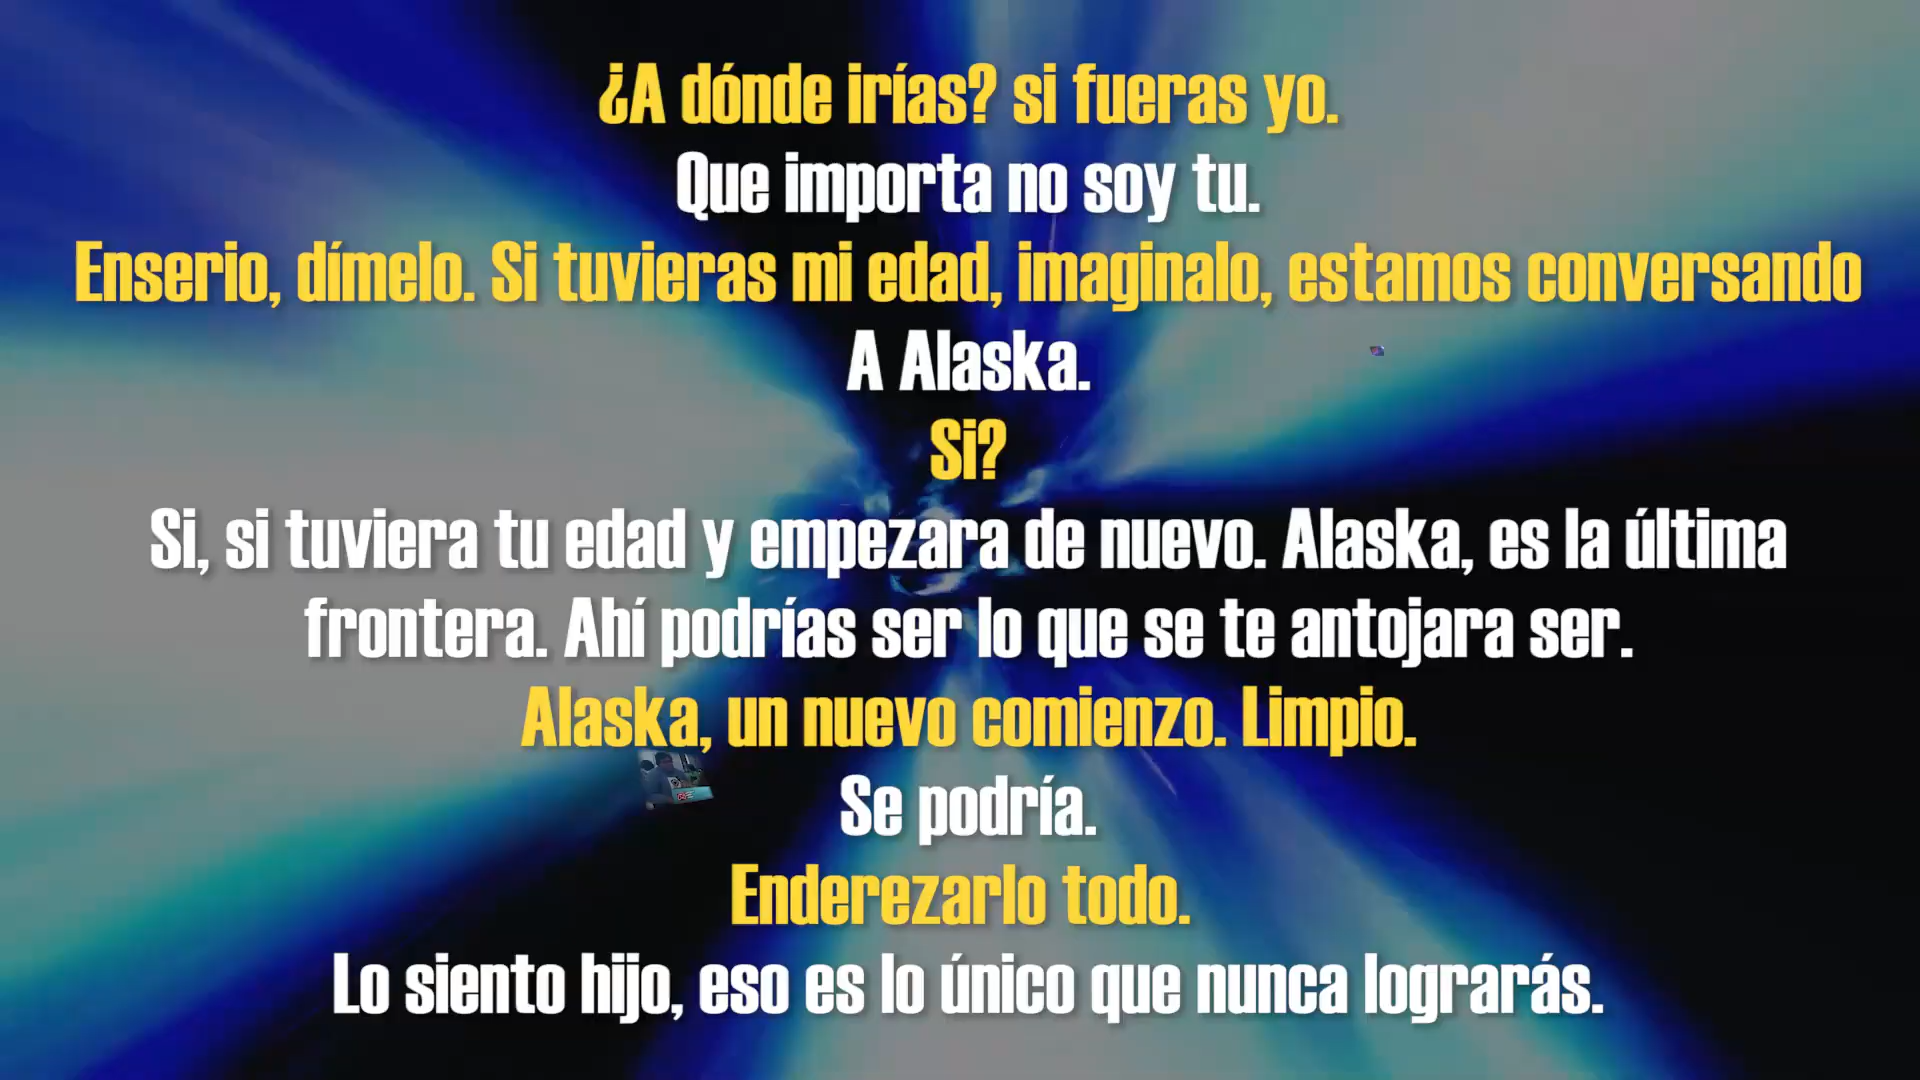 ¿A dónde irías? si fueras yo.
Que importa no soy tu.
Enserio, dímelo. Si tuvieras mi edad, imaginalo, estamos conversando
A Alaska.
Si?
Si, si tuviera tu edad y empezara de nuevo. Alaska, es la última
frontera. Ahí podrías ser lo que se te antojara ser.
Alaska, un nuevo comienzo. Limpio.
Se podría.
Enderezarlo todo.
Lo siento hijo, eso es lo único que nunca lograrás.